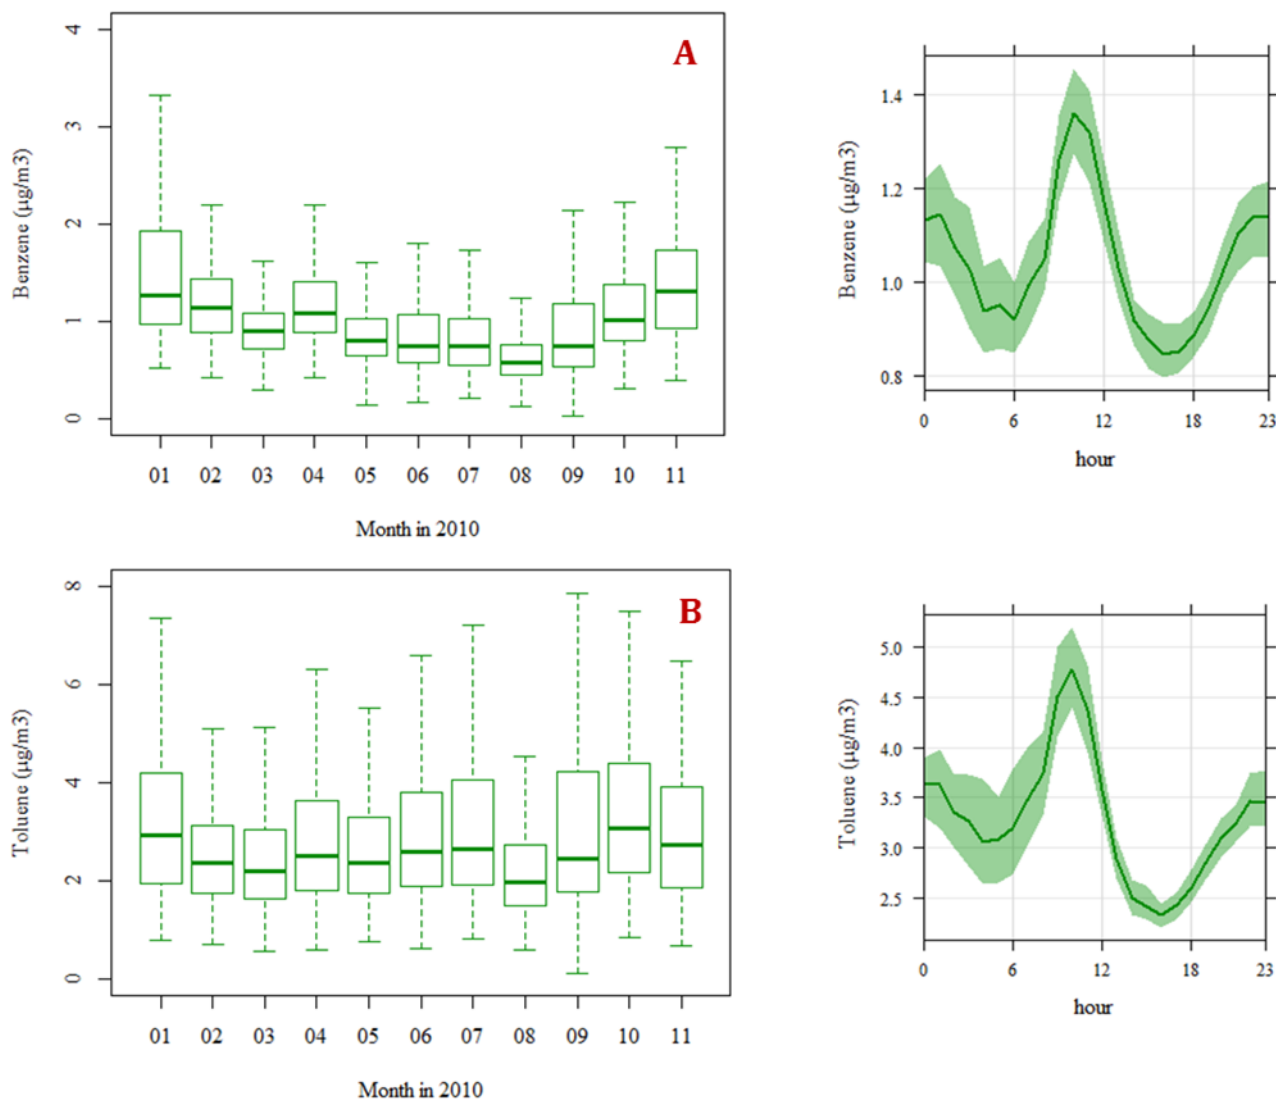 A
Benzene (µg/m3)
4
3
2
1
0
01 02 03 04 05 06 07 08 09 10 11
Month in 2010
Benzene (µg/m3)
1.4
1.2
1.0
0.8
0 6 12 18 23
hour
B
Toluene (µg/m3)
8
6
4
2
0
01 02 03 04 05 06 07 08 09 10 11
Month in 2010
Toluene (µg/m3)
5.0
4.5
4.0
3.5
3.0
2.5
0 6 12 18 23
hour